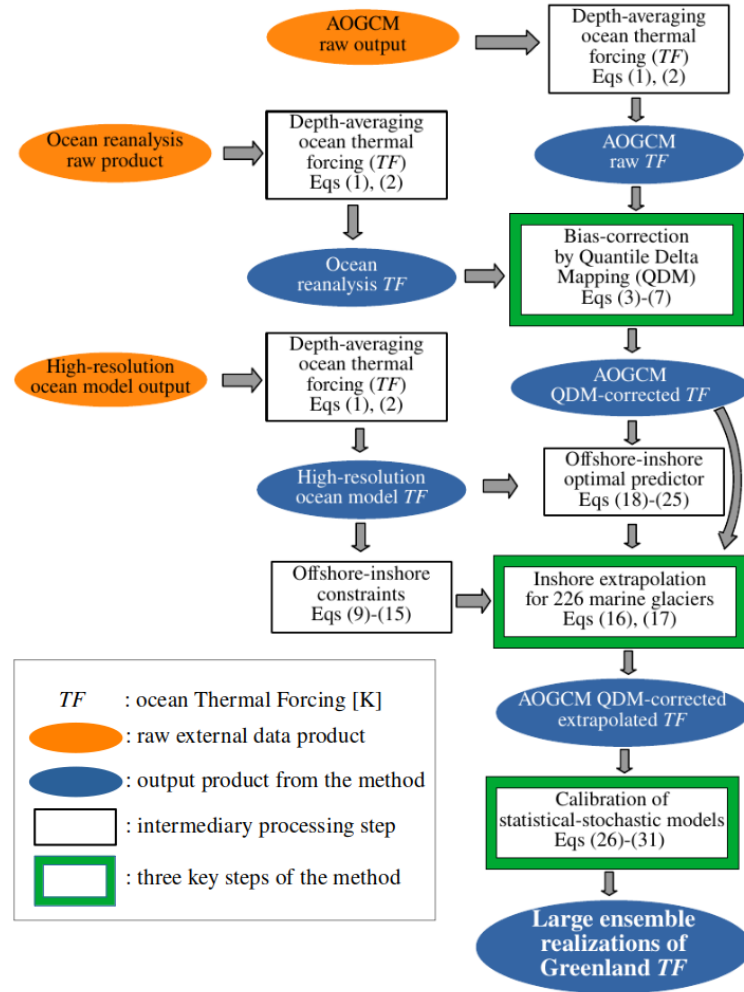 AOGCM
raw output
Depth-averaging
ocean thermal
forcing (TF)
Eqs (1), (2)
Ocean reanalysis
raw product
Depth-averaging
ocean thermal
forcing (TF)
Eqs (1), (2)
AOGCM
raw TF
Ocean
reanalysis TF
Bias-correction
by Quantile Delta
Mapping (QDM)
Eqs (3)-(7)
High-resolution
ocean model output
Depth-averaging
ocean thermal
forcing (TF)
Eqs (1), (2)
AOGCM
QDM-corrected TF
High-resolution
ocean model TF
Offshore-inshore
optimal predictor
Eqs (18)-(25)
Offshore-inshore
constraints
Eqs (9)-(15)
Inshore extrapolation
for 226 marine glaciers
Eqs (16), (17)
AOGCM QDM-corrected
extrapolated TF
Calibration of
statistical-stochastic models
Eqs (26)-(31)
Large ensemble
realizations of
Greenland TF
TF : ocean Thermal Forcing [K]
: raw external data product
: output product from the method
: intermediary processing step
: three key steps of the method